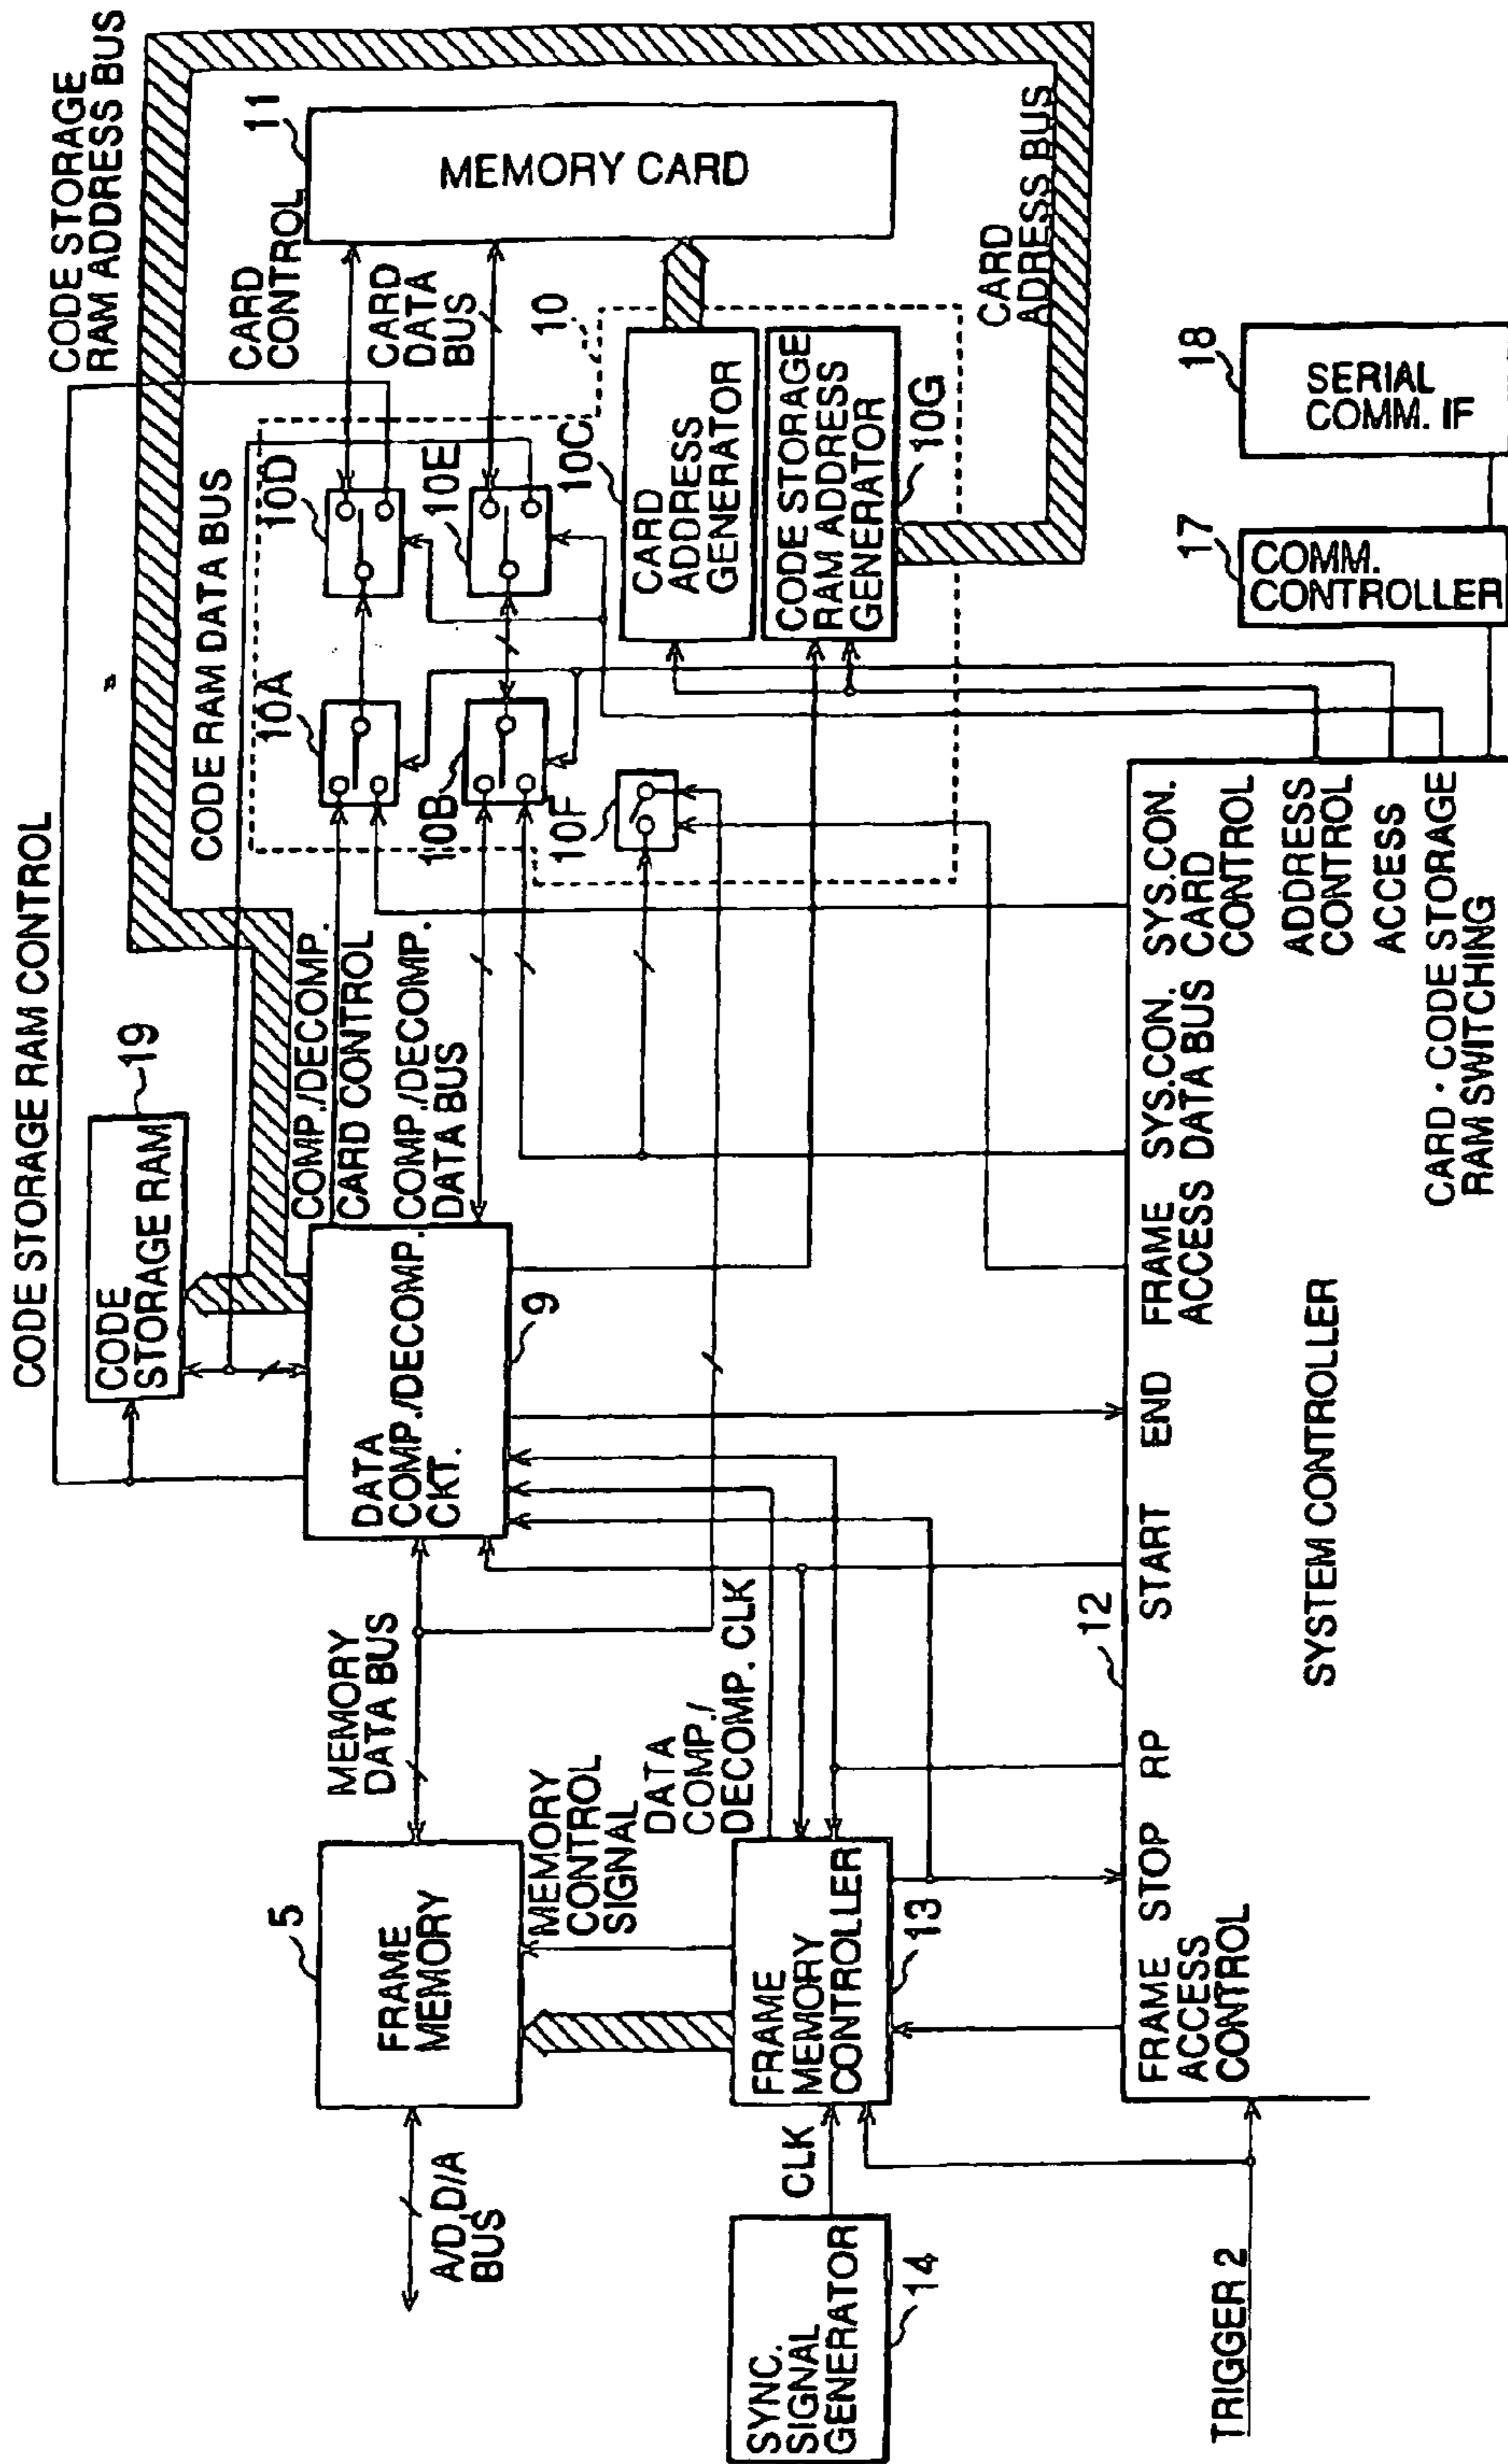 CODE STORAGE RAM CONTROL
CODE STORAGE
RAM ADDRESS BUS
CODE
STORAGE RAM
19
CODE RAM DATA BUS
CARD
CONTROL
11
MEMORY CARD
CARD
DATA
BUS
10
10A
10D
10B
10E
10F
10C
CARD
ADDRESS
GENERATOR
CODE STORAGE
RAM ADDRESS
GENERATOR
10G
CARD
ADRESS BUS
COMP./DECOMP.
CARD CONTROL
COMP./DECOMP.
DATA BUS
DATA
COMP./DECOMP.
CKT.
9
MEMORY
DATA BUS
5
FRAME
MEMORY
A/D,D/A
BUS
MEMORY
CONTROL
SIGNAL
DATA
COMP./
DECOMP. CLK
FRAME
MEMORY
CONTROLLER
13
CLK
SYNC.
SIGNAL
GENERATOR
14
TRIGGER 2
12
FRAME
ACCESS
CONTROL
STOP
RP
START
END
FRAME
ACCESS
SYS.CON.
DATA BUS
SYS.CON.
CARD
CONTROL
ADDRESS
CONTROL
ACCESS
CARD · CODE STORAGE
RAM SWITCHING
SYSTEM CONTROLLER
17
COMM.
CONTROLLER
18
SERIAL
COMM. IF